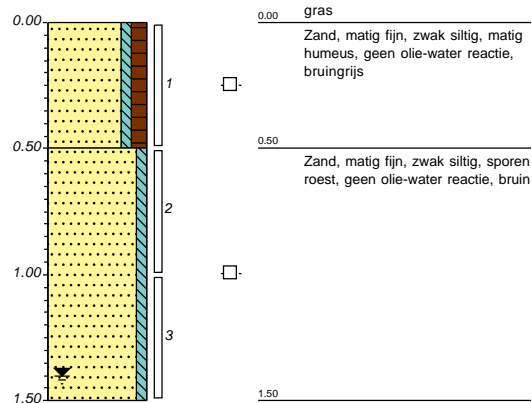 gras
0.00
0.00
Zand, matig fijn, zwak siltig, matig
humeus, geen olie-water reactie,
bruingrijs
1
0.50
0.50
Zand, matig fijn, zwak siltig, sporen
roest, geen olie-water reactie, bruin
2
1.00
3
1.50
1.50